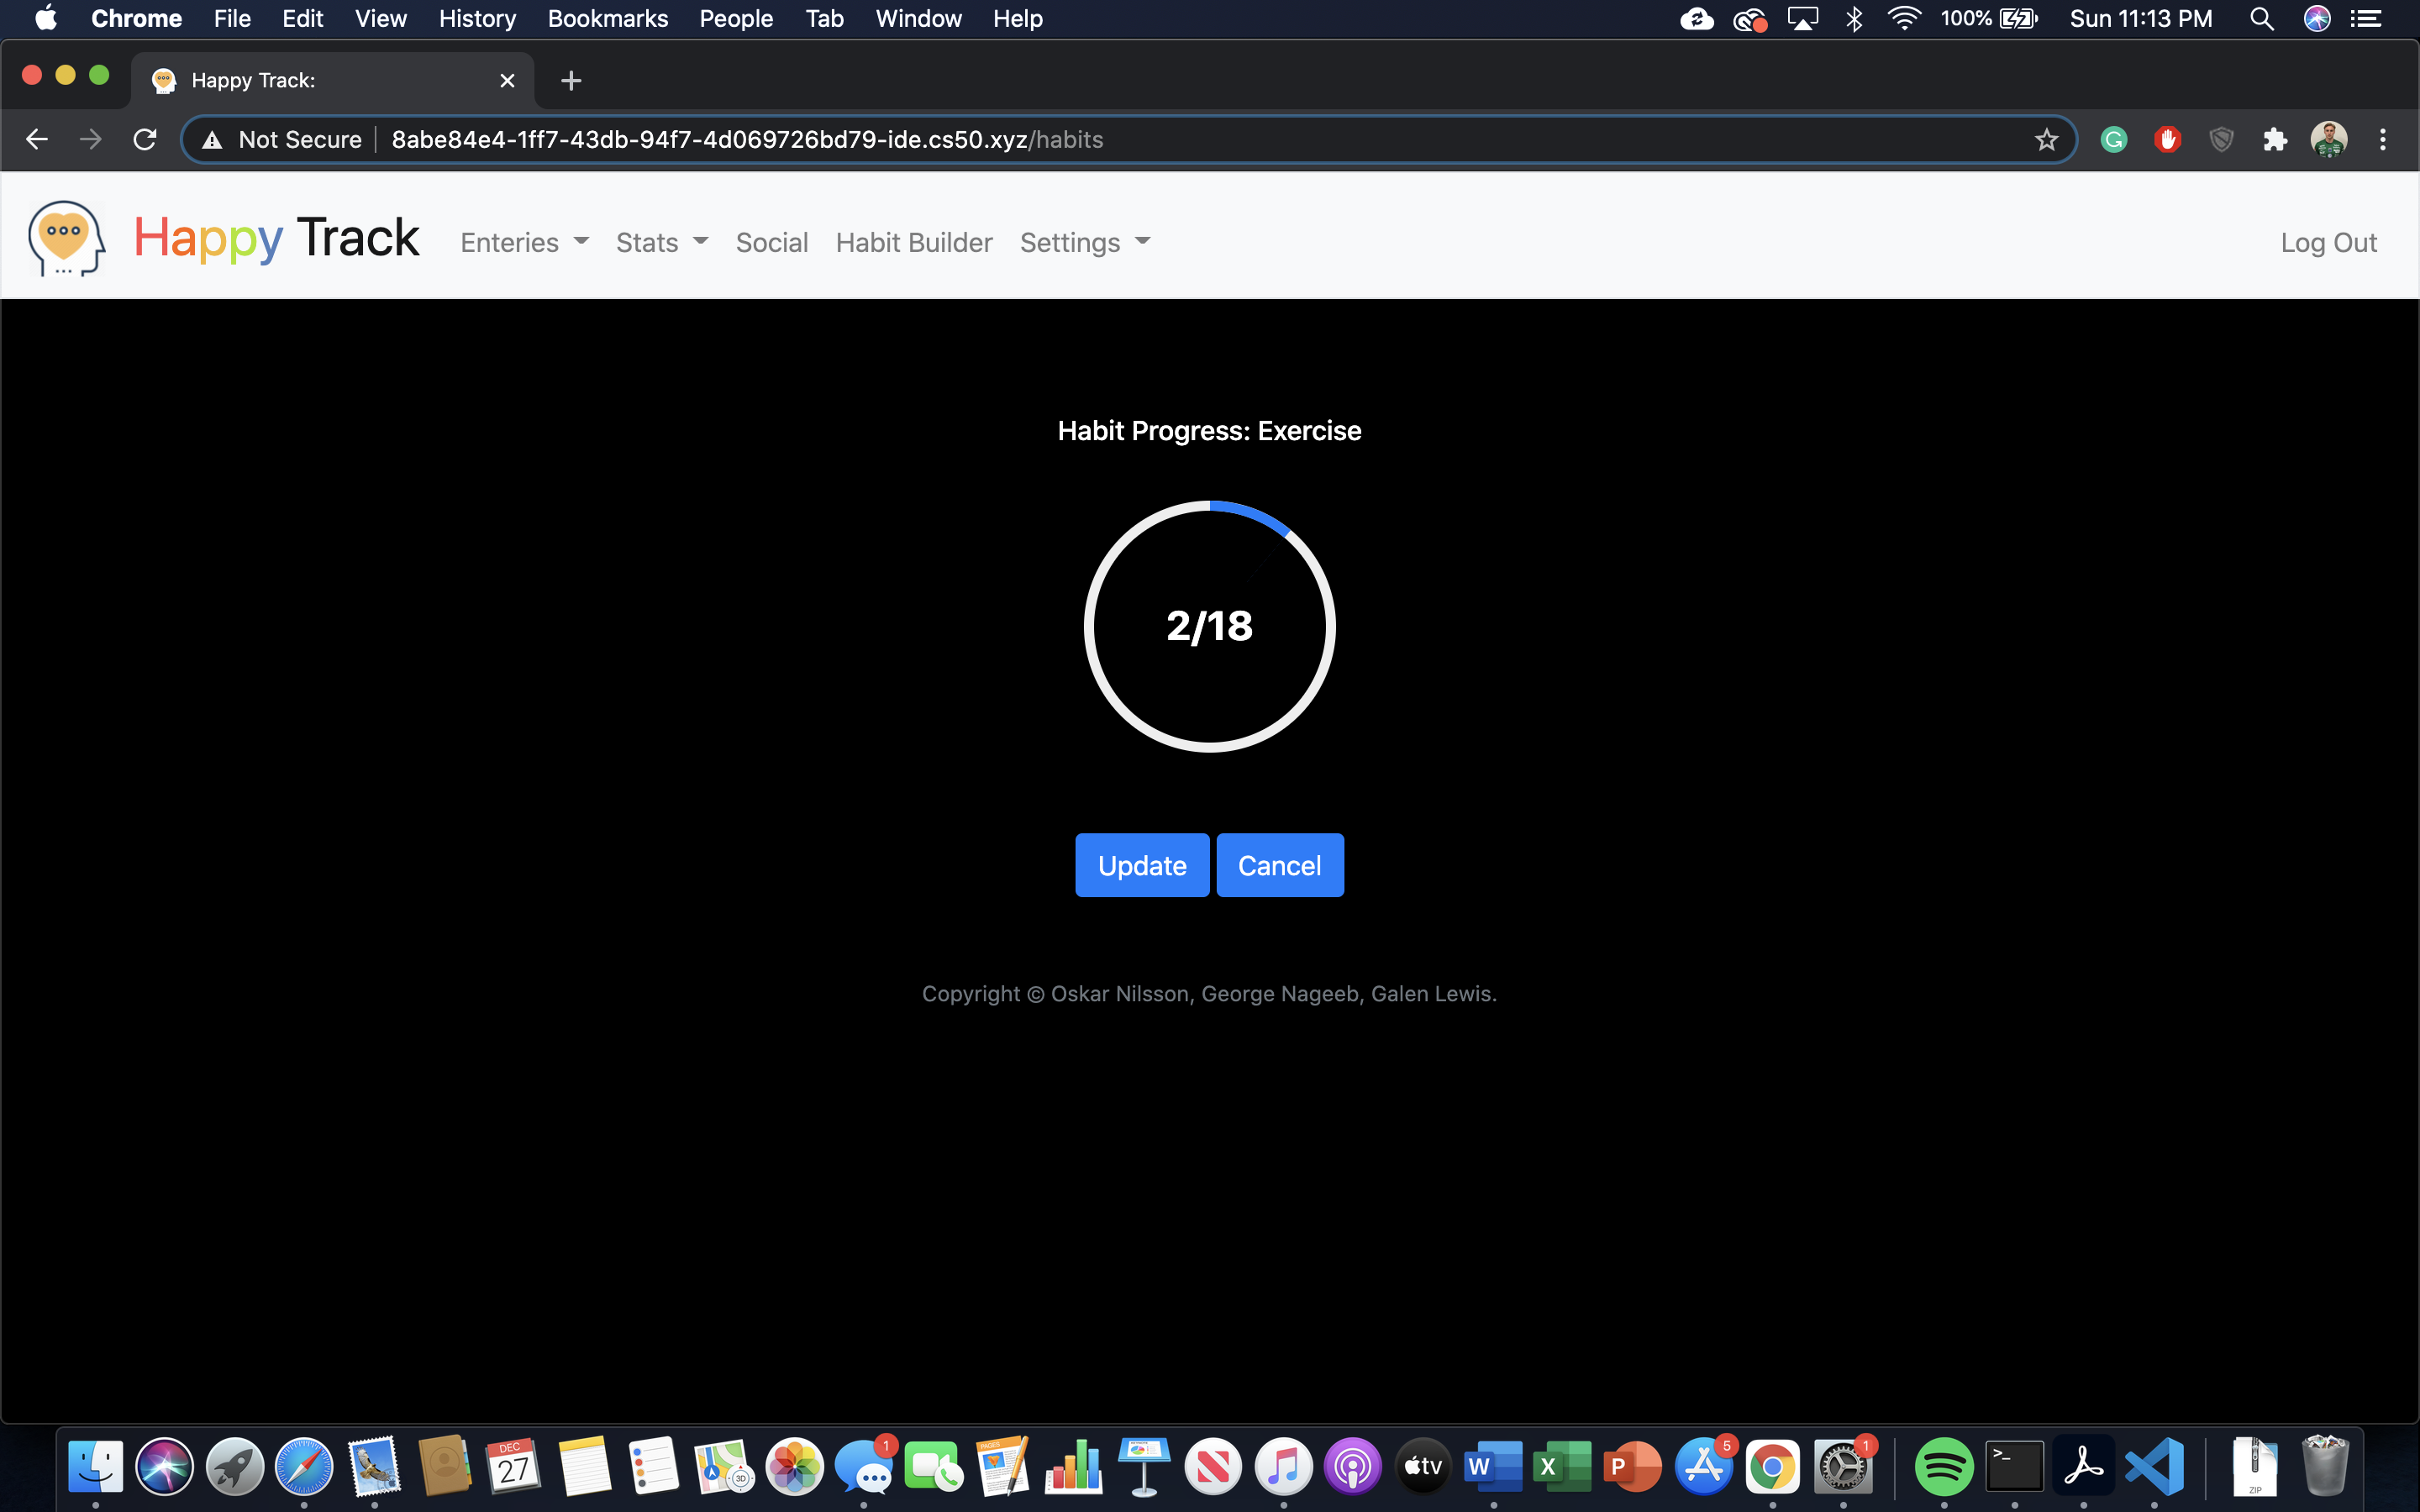 Chrome File Edit View History Bookmarks People Tab Window Help 100% Sun 11:13 PM
Happy Track:
Not Secure 8abe84e4-1ff7-43db-94f7-4d069726bd79-ide.cs50.xyz/habits
Happy Track Enteries Stats Social Habit Builder Settings Log Out
Habit Progress: Exercise
2/18
Update Cancel
Copyright © Oskar Nilsson, George Nageeb, Galen Lewis.
DEC 27 3D 1 PAGES tv W X P 5 1 >_ ZIP